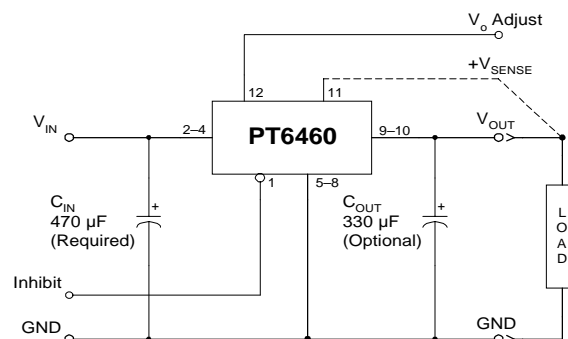 Vo Adjust
+VSENSE
12
11
VIN
2–4
PT6460
9–10
VOUT
1
5–8
CIN
470 µF
(Required)
+
COUT
330 µF
(Optional)
+
LOAD
Inhibit
GND
GND